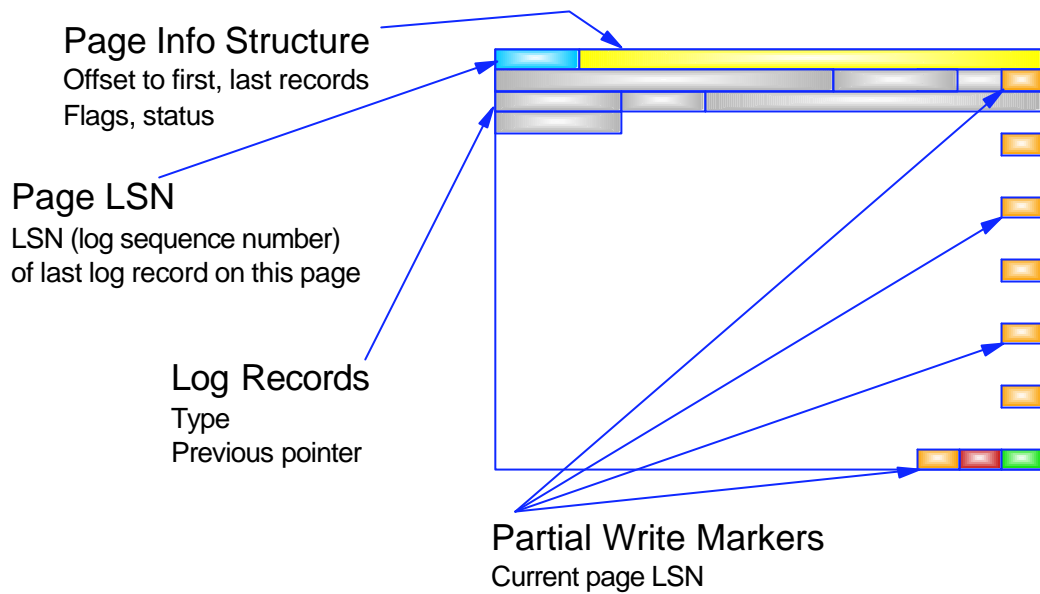 Page Info Structure
Offset to first, last records
Flags, status
Page LSN
LSN (log sequence number)
of last log record on this page
Log Records
Type
Previous pointer
Partial Write Markers
Current page LSN